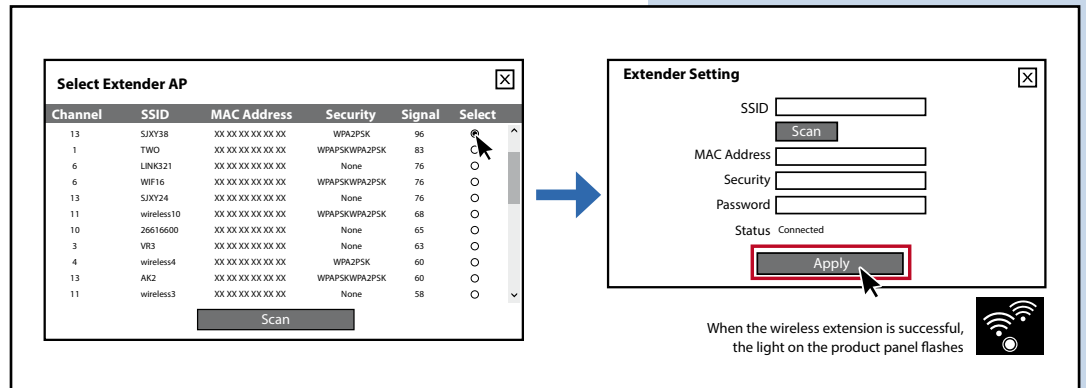 Select Extender AP
Channel SSID MAC Address Security Signal Select
13 SJXY38 XX XX XX XX XX XX WPA2PSK 96
1 TWO XX XX XX XX XX XX WPAPSKWPA2PSK 83
6 LINK321 XX XX XX XX XX XX None 76
6 WIF16 XX XX XX XX XX XX WPAPSKWPA2PSK 76
13 SJXY24 XX XX XX XX XX XX None 76
11 wireless10 XX XX XX XX XX XX WPAPSKWPA2PSK 68
10 26616600 XX XX XX XX XX XX None 65
3 VR3 XX XX XX XX XX XX None 63
4 wireless4 XX XX XX XX XX XX WPA2PSK 60
13 AK2 XX XX XX XX XX XX WPAPSKWPA2PSK 60
11 wireless3 XX XX XX XX XX XX None 58
Scan
Extender Setting
SSID
Scan
MAC Address
Security
Password
Status Connected
Apply
When the wireless extension is successful,
the light on the product panel flashes